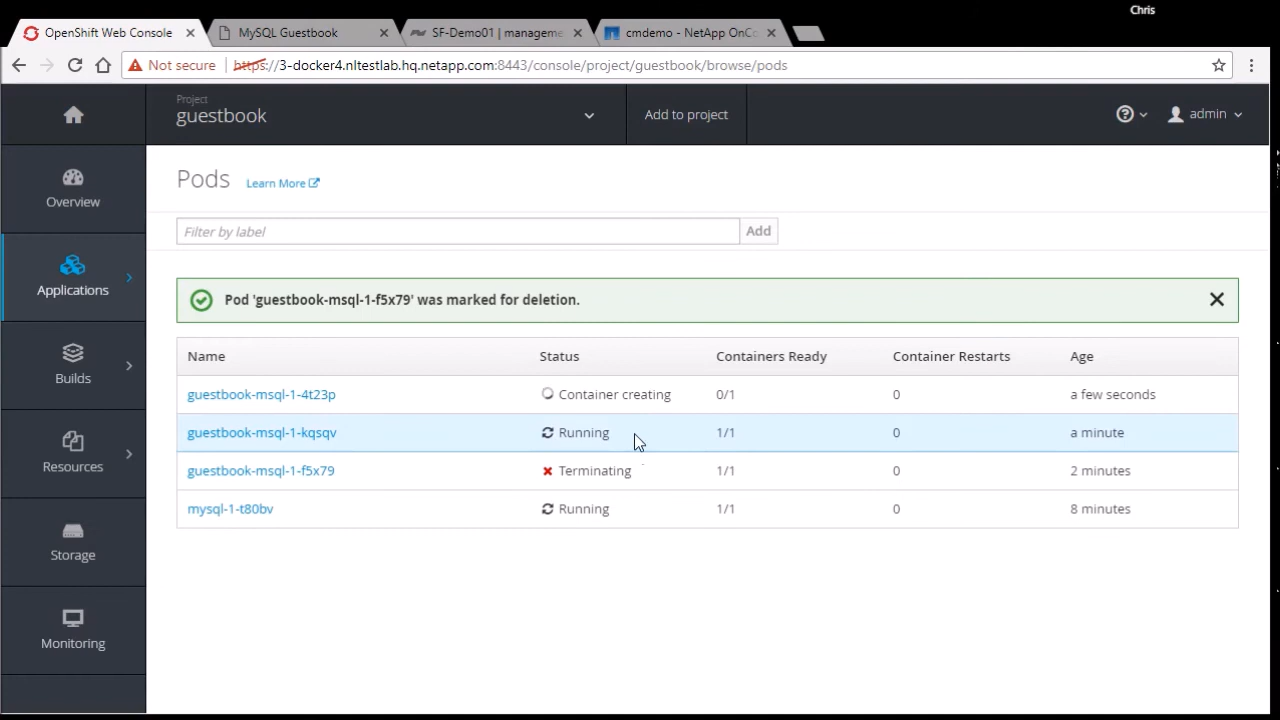 Chris
OpenShift Web Console
MySQL Guestbook
SF-Demo01 | manageme
cmdemo - NetApp OnCo
Not secure
https://3-docker4.nltestlab.hq.netapp.com:8443/console/project/guestbook/browse/pods
Project
guestbook
Add to project
admin
Overview
Applications
Builds
Resources
Storage
Monitoring
Pods Learn More
Filter by label
Add
Pod 'guestbook-msql-1-f5x79' was marked for deletion.
Name Status Containers Ready Container Restarts Age
guestbook-msql-1-4t23p Container creating 0/1 0 a few seconds
guestbook-msql-1-kqsqv Running 1/1 0 a minute
guestbook-msql-1-f5x79 Terminating 1/1 0 2 minutes
mysql-1-t80bv Running 1/1 0 8 minutes